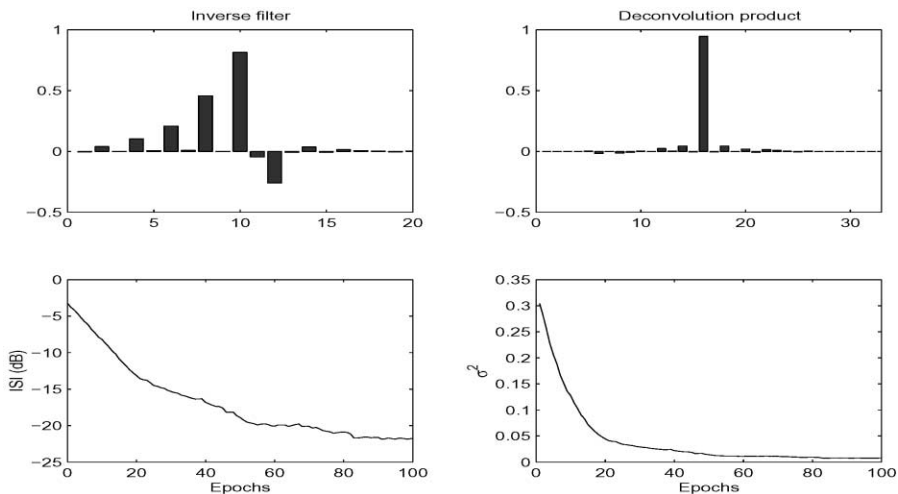 Inverse filter
1
0.5
0
−0.5
0 5 10 15 20
Deconvolution product
1
0.5
0
−0.5
0 10 20 30
0
−5
−10
−15
−20
−25
ISI (dB)
0 20 40 60 80 100
Epochs
0.35
0.3
0.25
0.2
0.15
0.1
0.05
0
σ²
0 20 40 60 80 100
Epochs